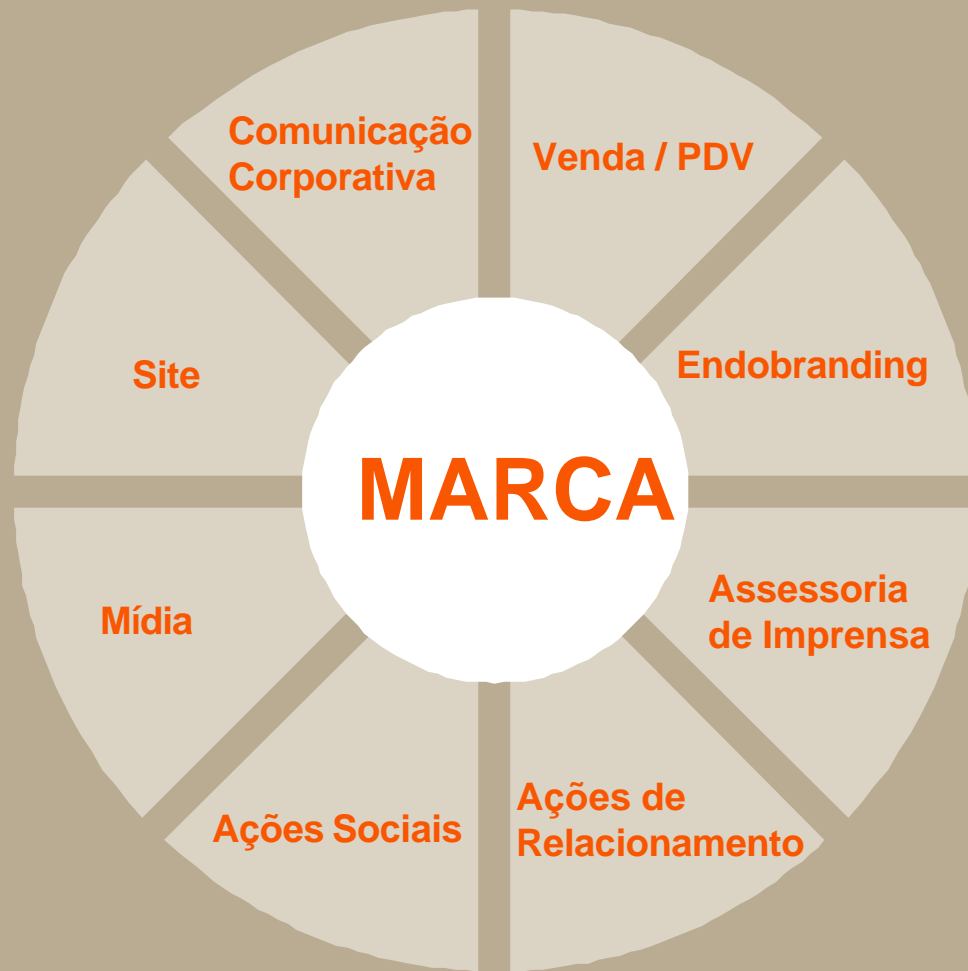 Comunicação
Corporativa
Venda / PDV
Site
Endobranding
MARCA
Mídia
Assessoria
de Imprensa
Ações Sociais
Ações de
Relacionamento